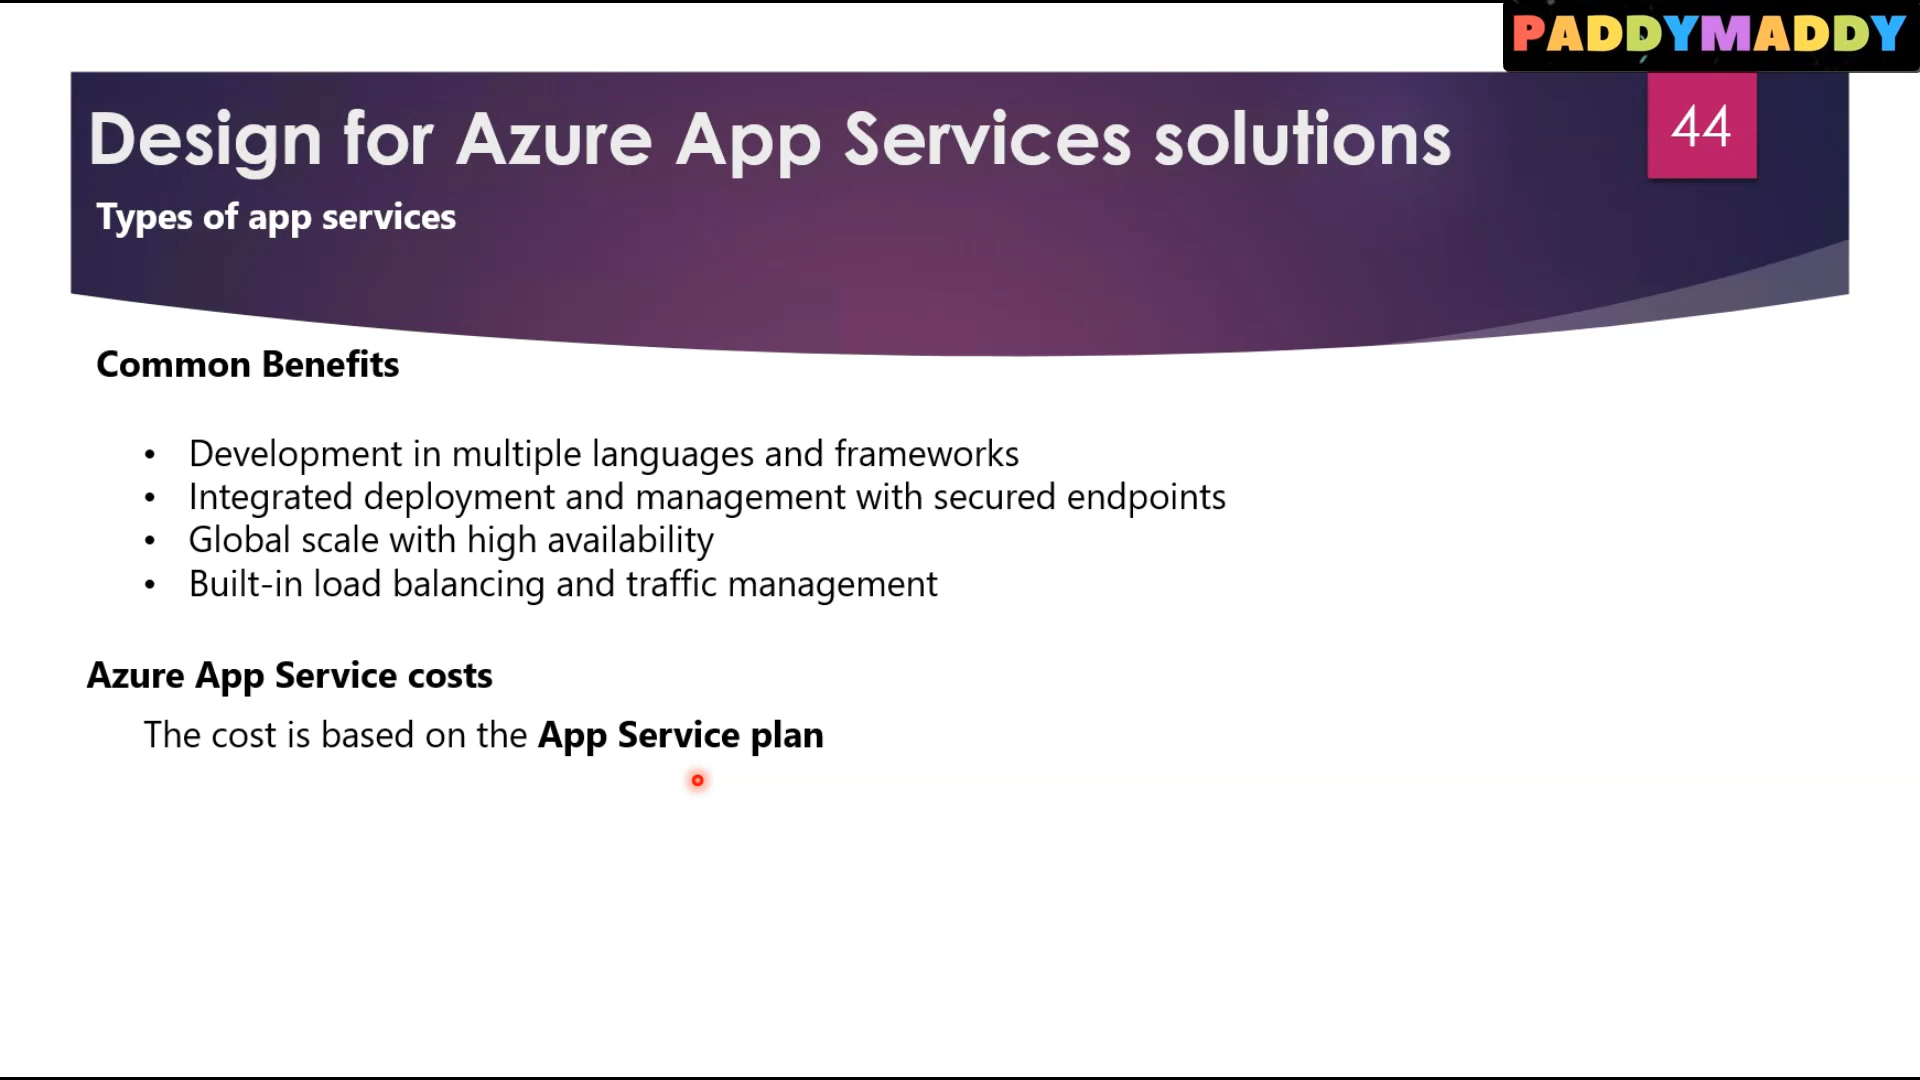 PADDYMADDY
Design for Azure App Services solutions
44
Types of app services
Common Benefits
• Development in multiple languages and frameworks
• Integrated deployment and management with secured endpoints
• Global scale with high availability
• Built-in load balancing and traffic management
Azure App Service costs
The cost is based on the App Service plan